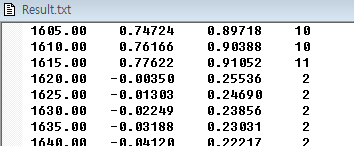 Result.txt
1605.00 0.74724 0.89718 10
1610.00 0.76166 0.90388 10
1615.00 0.77622 0.91052 11
1620.00 -0.00350 0.25536 2
1625.00 -0.01303 0.24690 2
1630.00 -0.02249 0.23856 2
1635.00 -0.03188 0.23031 2
1640.00 -0.04120 0.22217 2